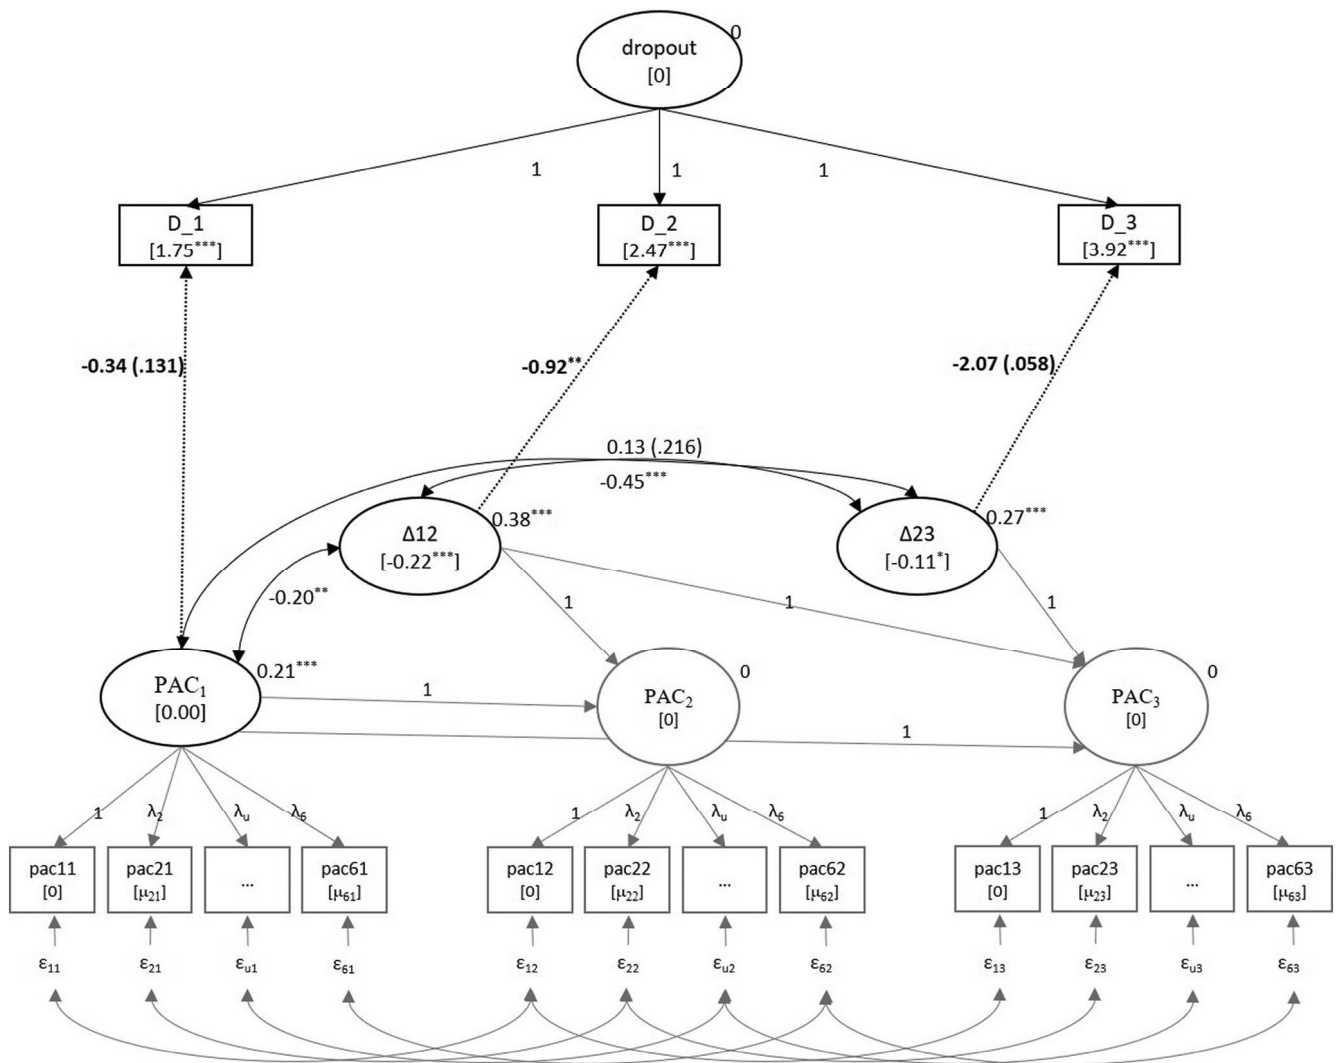 0
dropout
[0]
1 1 1
D_1 D_2 D_3
[1.75***] [2.47***] [3.92***]
-0.34 (.131) -0.92** -2.07 (.058)
0.13 (.216)
-0.45***
0.38*** 0.27***
Δ12 Δ23
[-0.22***] [-0.11*]
-0.20** 1 1 1
0.21*** 0 0
PAC₁ 1 PAC₂ PAC₃
[0.00] [0] [0]
1
1 λ₂ λᵤ λ₆ 1 λ₂ λᵤ λ₆ 1 λ₂ λᵤ λ₆
pac11 pac21 ... pac61 pac12 pac22 ... pac62 pac13 pac23 ... pac63
[0] [μ₂₁] [μ₆₁] [0] [μ₂₂] [μ₆₂] [0] [μ₂₃] [μ₆₃]
ε₁₁ ε₂₁ εᵤ₁ ε₆₁ ε₁₂ ε₂₂ εᵤ₂ ε₆₂ ε₁₃ ε₂₃ εᵤ₃ ε₆₃